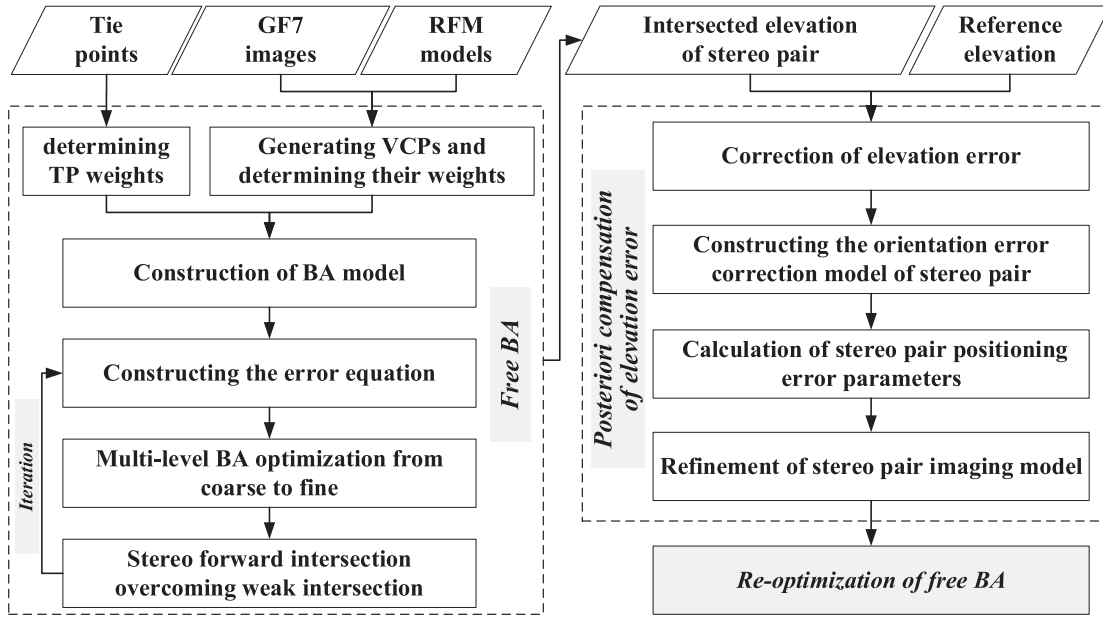 Tie
points
GF7
images
RFM
models
determining
TP weights
Generating VCPs and
determining their weights
Construction of BA model
Constructing the error equation
Multi-level BA optimization from
coarse to fine
Stereo forward intersection
overcoming weak intersection
Iteration
Free BA
Intersected elevation
of stereo pair
Reference
elevation
Correction of elevation error
Constructing the orientation error
correction model of stereo pair
Calculation of stereo pair positioning
error parameters
Refinement of stereo pair imaging model
Posteriori compensation
of elevation error
Re-optimization of free BA